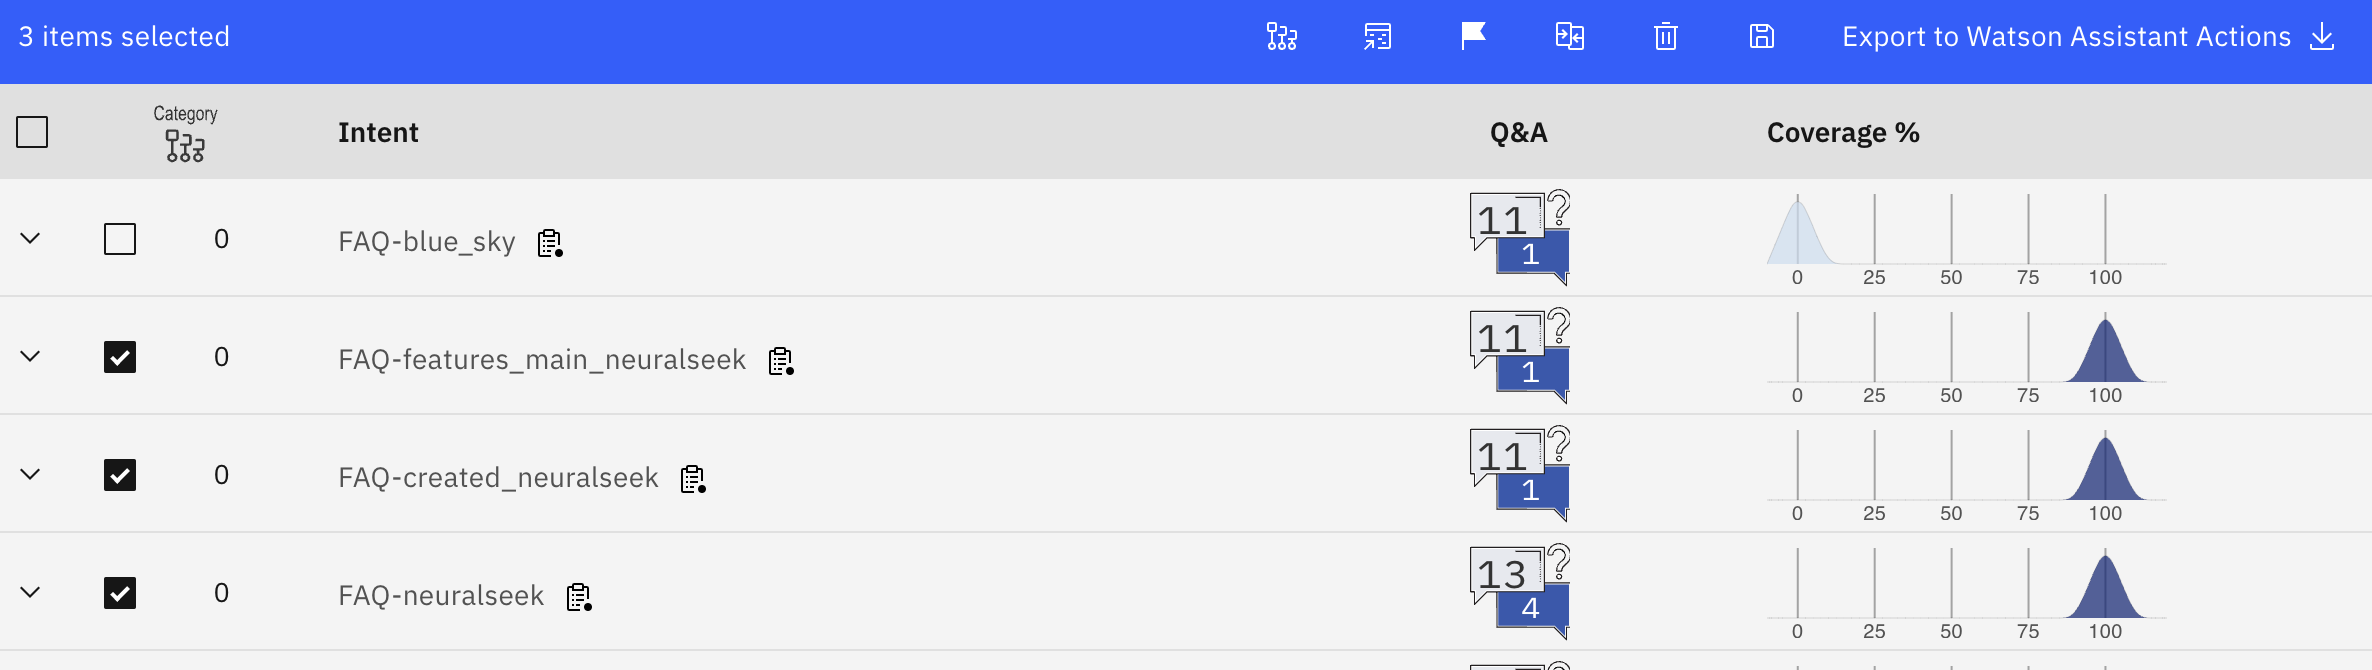 3 items selected
Export to Watson Assistant Actions
Category
Intent
Q&A
Coverage %
0
FAQ-blue_sky
11
?
1
0 25 50 75 100
0
FAQ-features_main_neuralseek
11
?
1
0 25 50 75 100
0
FAQ-created_neuralseek
11
?
1
0 25 50 75 100
0
FAQ-neuralseek
13
?
4
0 25 50 75 100